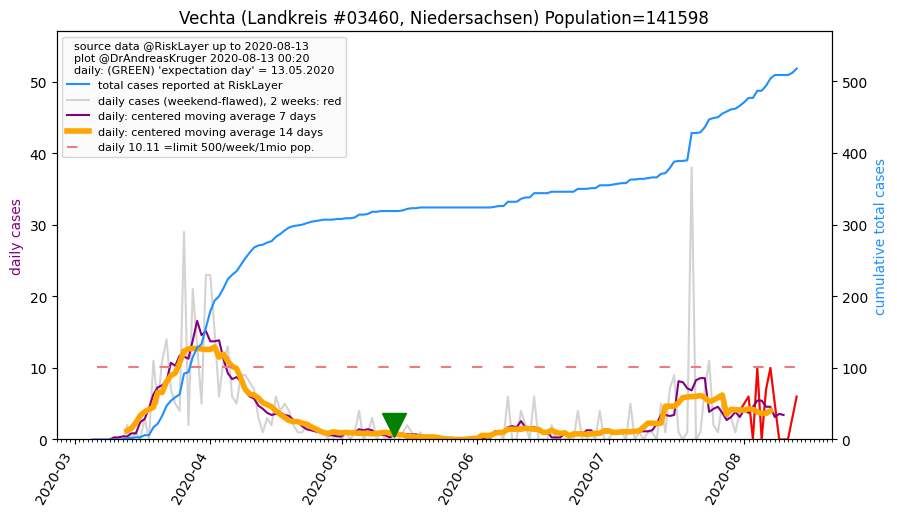 Vechta (Landkreis #03460, Niedersachsen) Population=141598
source data @RiskLayer up to 2020-08-13
plot @DrAndreasKruger 2020-08-13 00:20
daily: (GREEN) 'expectation day' = 13.05.2020
total cases reported at RiskLayer
daily cases (weekend-flawed), 2 weeks: red
daily: centered moving average 7 days
daily: centered moving average 14 days
daily 10.11 =limit 500/week/1mio pop.
daily cases
0
10
20
30
40
50
cumulative total cases
0
100
200
300
400
500
2020-03
2020-04
2020-05
2020-06
2020-07
2020-08